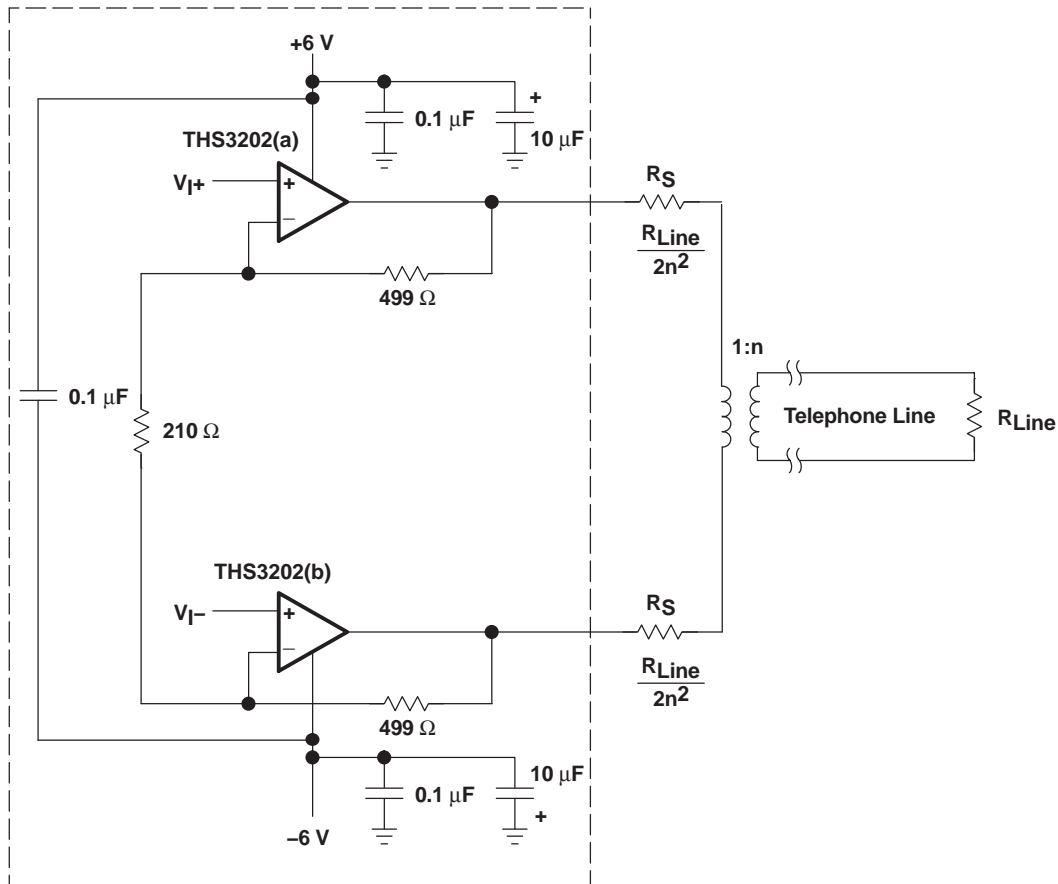 +6 V
+
0.1 μF
10 μF
THS3202(a)
VI+
+
−
499 Ω
RS
RLine
2n2
1:n
0.1 μF
210 Ω
Telephone Line
RLine
THS3202(b)
VI−
+
−
499 Ω
RS
RLine
2n2
10 μF
0.1 μF
+
−6 V